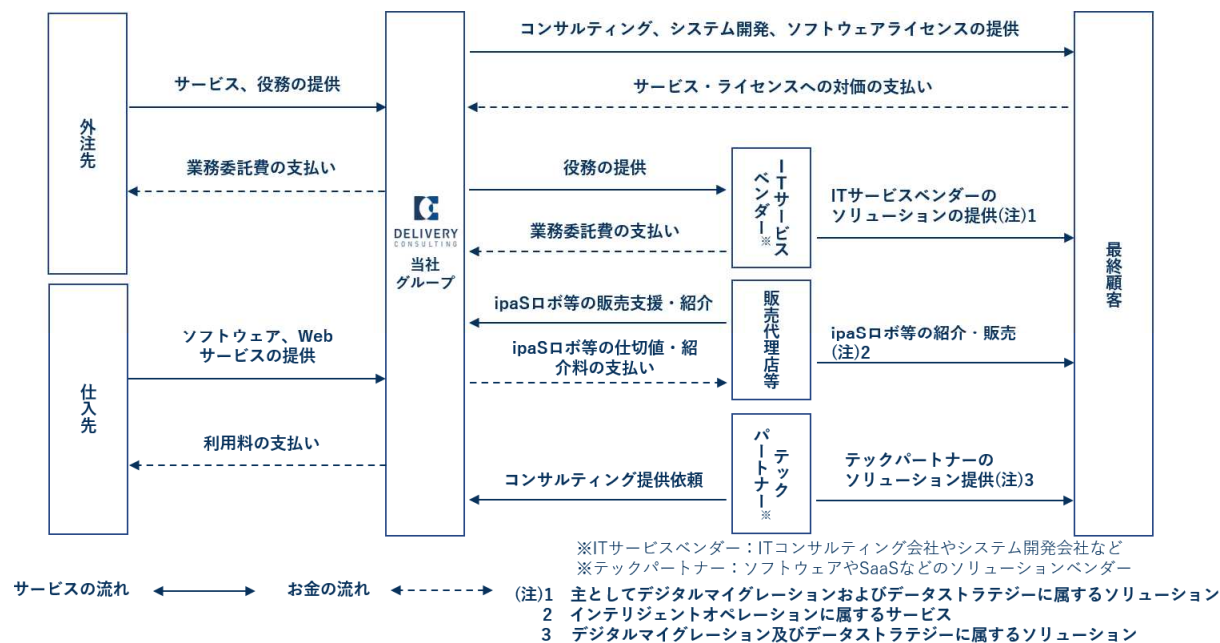 コンサルティング、システム開発、ソフトウェアライセンスの提供
サービス、役務の提供
サービス・ライセンスへの対価の支払い
外注先
業務委託費の支払い
役務の提供
ITサービス
ベンダー※
ITサービスベンダーの
ソリューションの提供(注)1
DELIVERY
CONSULTING
当社
グループ
業務委託費の支払い
最終顧客
ipaSロボ等の販売支援・紹介
販売代理店等
ipaSロボ等の紹介・販売
(注)2
ソフトウェア、Web
サービスの提供
ipaSロボ等の仕切値・紹
介料の支払い
仕入先
利用料の支払い
コンサルティング提供依頼
テック
パートナー※
テックパートナーの
ソリューション提供(注)3
※ITサービスベンダー：ITコンサルティング会社やシステム開発会社など
※テックパートナー：ソフトウェアやSaaSなどのソリューションベンダー
サービスの流れ
お金の流れ
(注)1 主としてデジタルマイグレーションおよびデータストラテジーに属するソリューション
2 インテリジェントオペレーションに属するサービス
3 デジタルマイグレーション及びデータストラテジーに属するソリューション